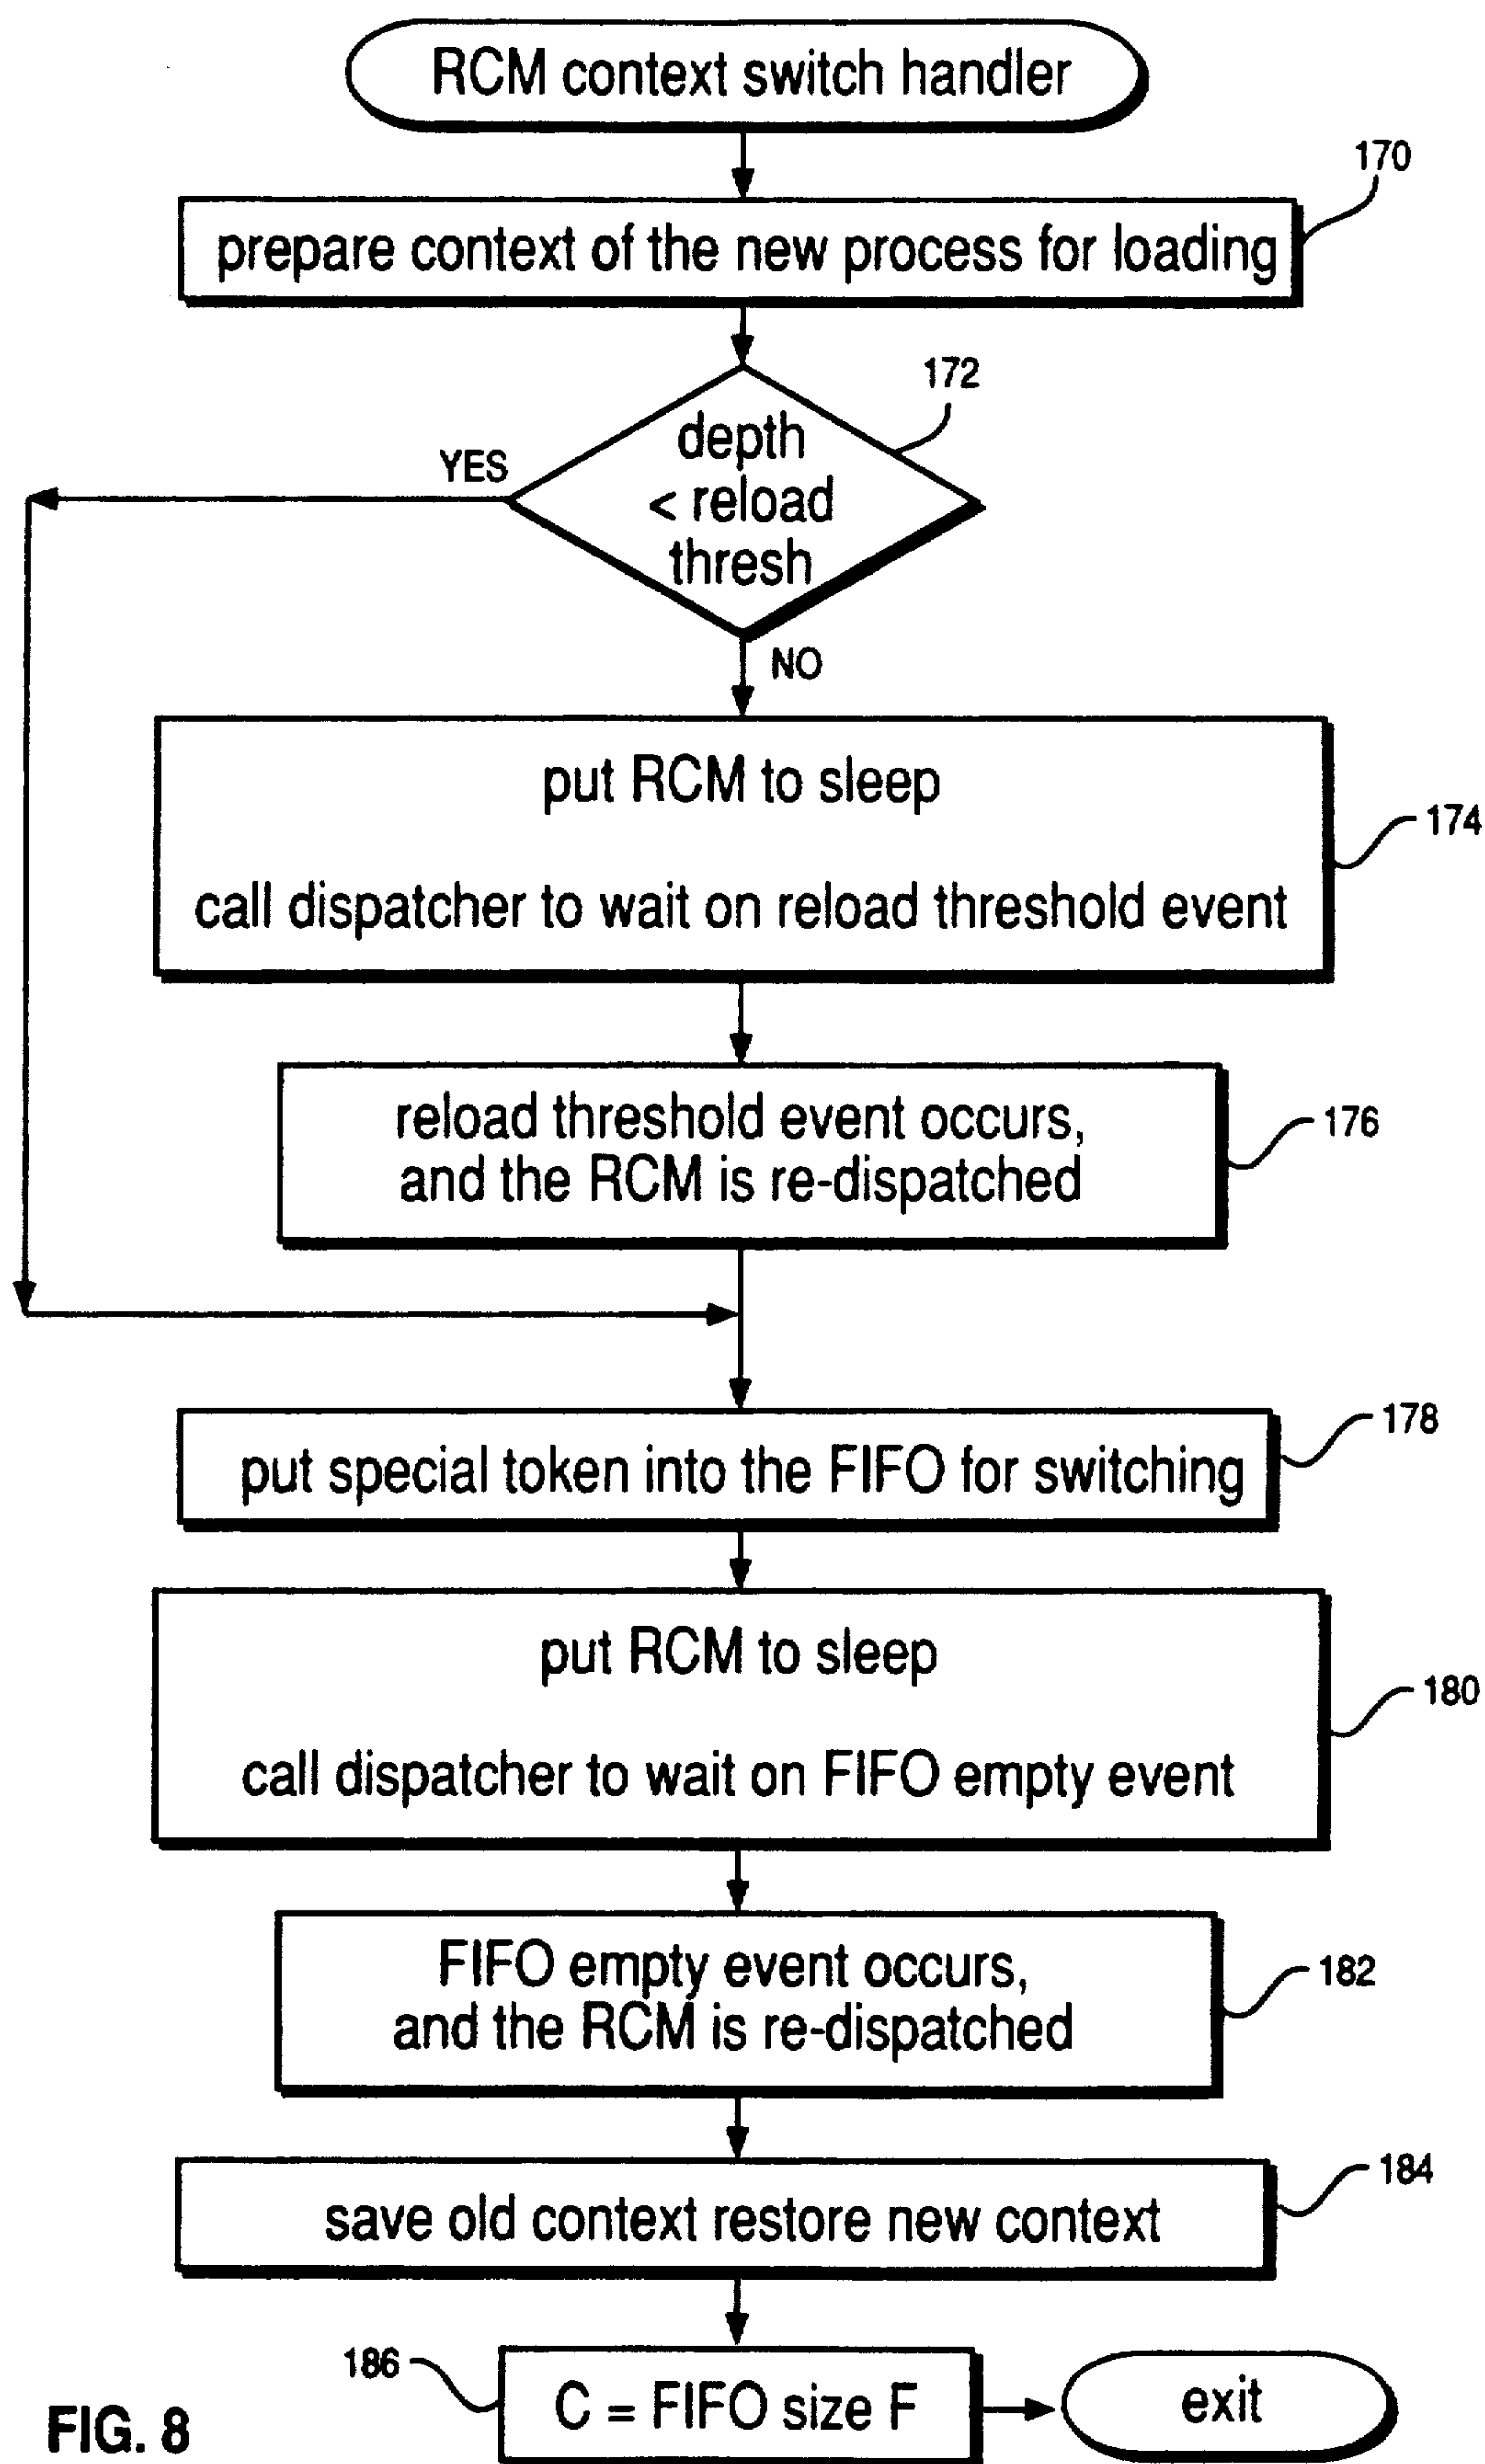 RCM context switch handler
170
prepare context of the new process for loading
172
depth
< reload
thresh
YES
NO
put RCM to sleep
call dispatcher to wait on reload threshold event
174
reload threshold event occurs,
and the RCM is re-dispatched
176
178
put special token into the FIFO for switching
put RCM to sleep
call dispatcher to wait on FIFO empty event
180
FIFO empty event occurs,
and the RCM is re-dispatched
182
184
save old context restore new context
186
C = FIFO size F
exit
FIG. 8